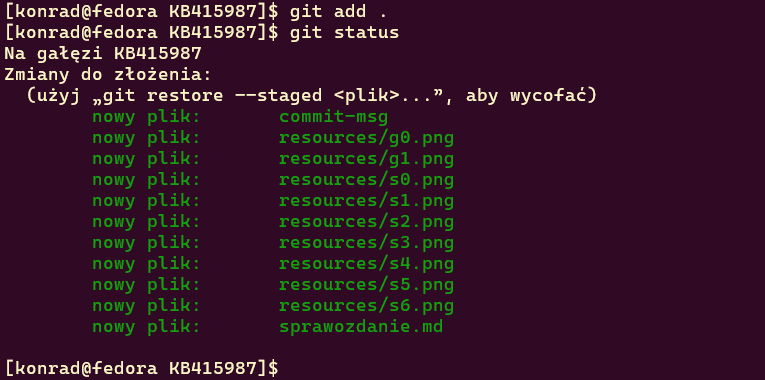 [konrad@fedora KB415987]$ git add .
[konrad@fedora KB415987]$ git status
Na gałęzi KB415987
Zmiany do złożenia:
  (użyj „git restore --staged <plik>...”, aby wycofać)
        nowy plik:       commit-msg
        nowy plik:       resources/g0.png
        nowy plik:       resources/g1.png
        nowy plik:       resources/s0.png
        nowy plik:       resources/s1.png
        nowy plik:       resources/s2.png
        nowy plik:       resources/s3.png
        nowy plik:       resources/s4.png
        nowy plik:       resources/s5.png
        nowy plik:       resources/s6.png
        nowy plik:       sprawozdanie.md

[konrad@fedora KB415987]$